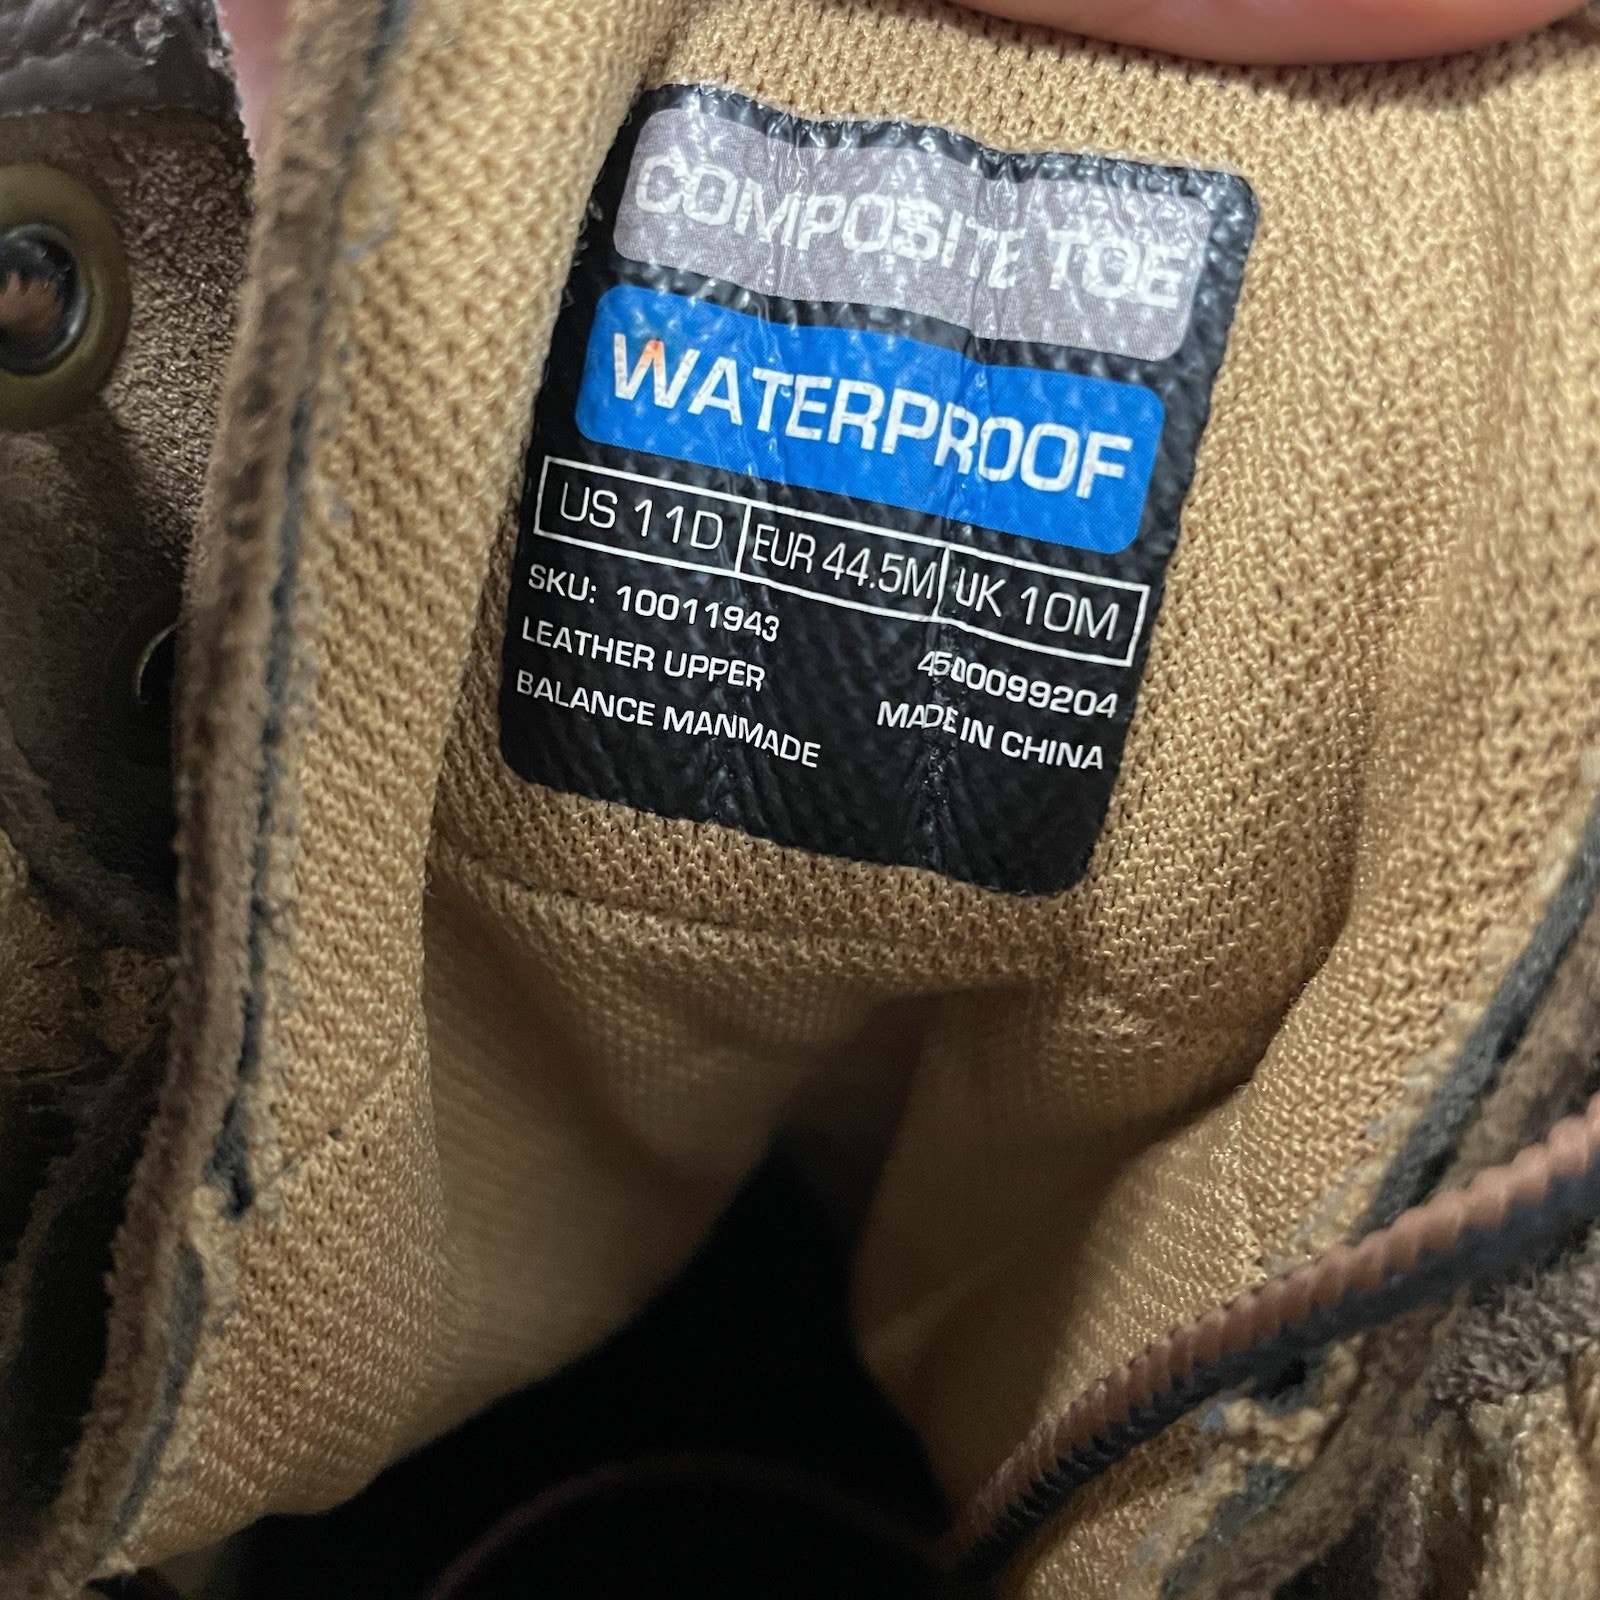 COMPOSITE TOE
WATERPROOF
US 11D EUR 44.5M UK 10M
SKU: 10011943 4500099204
LEATHER UPPER MADE IN CHINA
BALANCE MANMADE